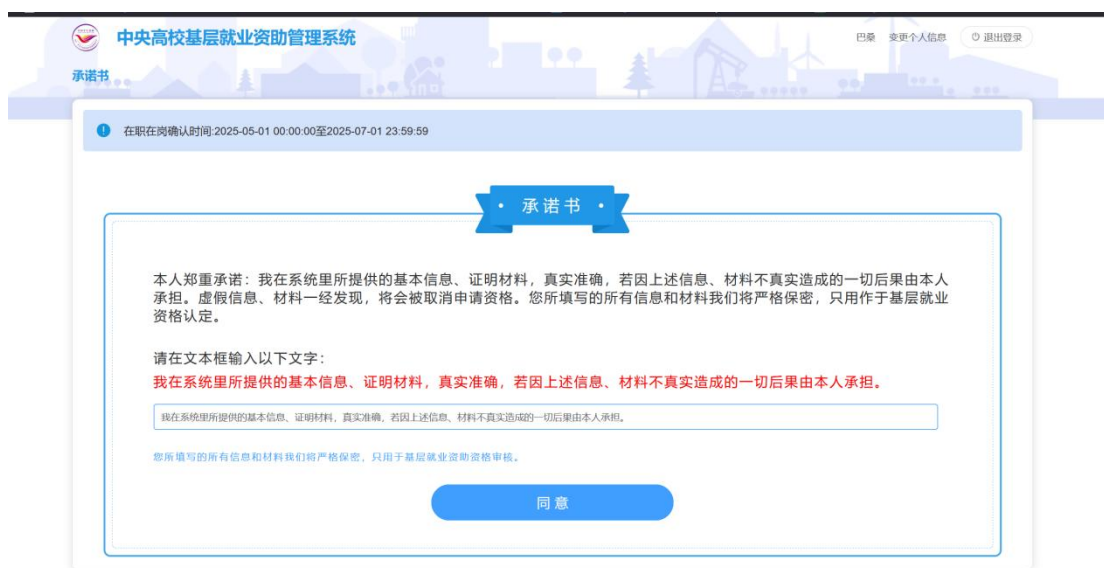 中央高校基层就业资助管理系统
巴桑 变更个人信息 退出登录
承诺书
在职在岗确认时间:2025-05-01 00:00:00至2025-07-01 23:59:59
· 承诺书 ·
本人郑重承诺：我在系统里所提供的基本信息、证明材料，真实准确，若因上述信息、材料不真实造成的一切后果由本人
承担。虚假信息、材料一经发现，将会被取消申请资格。您所填写的所有信息和材料我们将严格保密，只用作于基层就业
资格认定。
请在文本框输入以下文字：
我在系统里所提供的基本信息、证明材料，真实准确，若因上述信息、材料不真实造成的一切后果由本人承担。
我在系统里所提供的基本信息、证明材料，真实准确，若因上述信息、材料不真实造成的一切后果由本人承担。
您所填写的所有信息和材料我们将严格保密，只用于基层就业资助资格审核。
同意